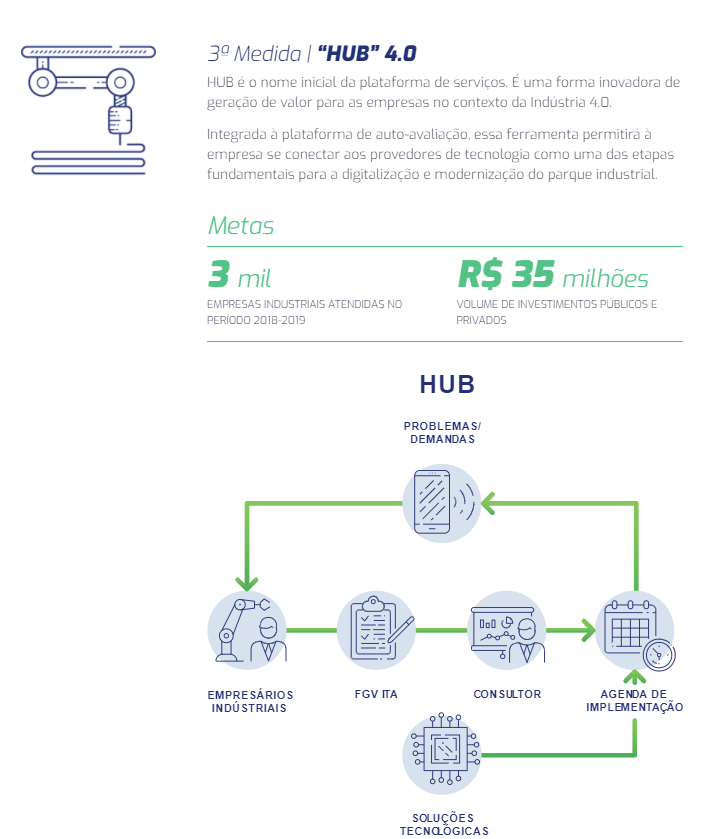 3ª Medida | “HUB” 4.0
HUB é o nome inicial da plataforma de serviços. É uma forma inovadora de
geração de valor para as empresas no contexto da Indústria 4.0.
Integrada à plataforma de auto-avaliação, essa ferramenta permitirá à
empresa se conectar aos provedores de tecnologia como uma das etapas
fundamentais para a digitalização e modernização do parque industrial.
Metas
3 mil
EMPRESAS INDUSTRIAIS ATENDIDAS NO
PERÍODO 2018-2019
R$ 35 milhões
VOLUME DE INVESTIMENTOS PÚBLICOS E
PRIVADOS
HUB
PROBLEMAS/
DEMANDAS
EMPRESÁRIOS
INDÚSTRIAIS
FGV ITA
CONSULTOR
AGENDA DE
IMPLEMENTAÇÃO
SOLUÇÕES
TECNOLÓGICAS